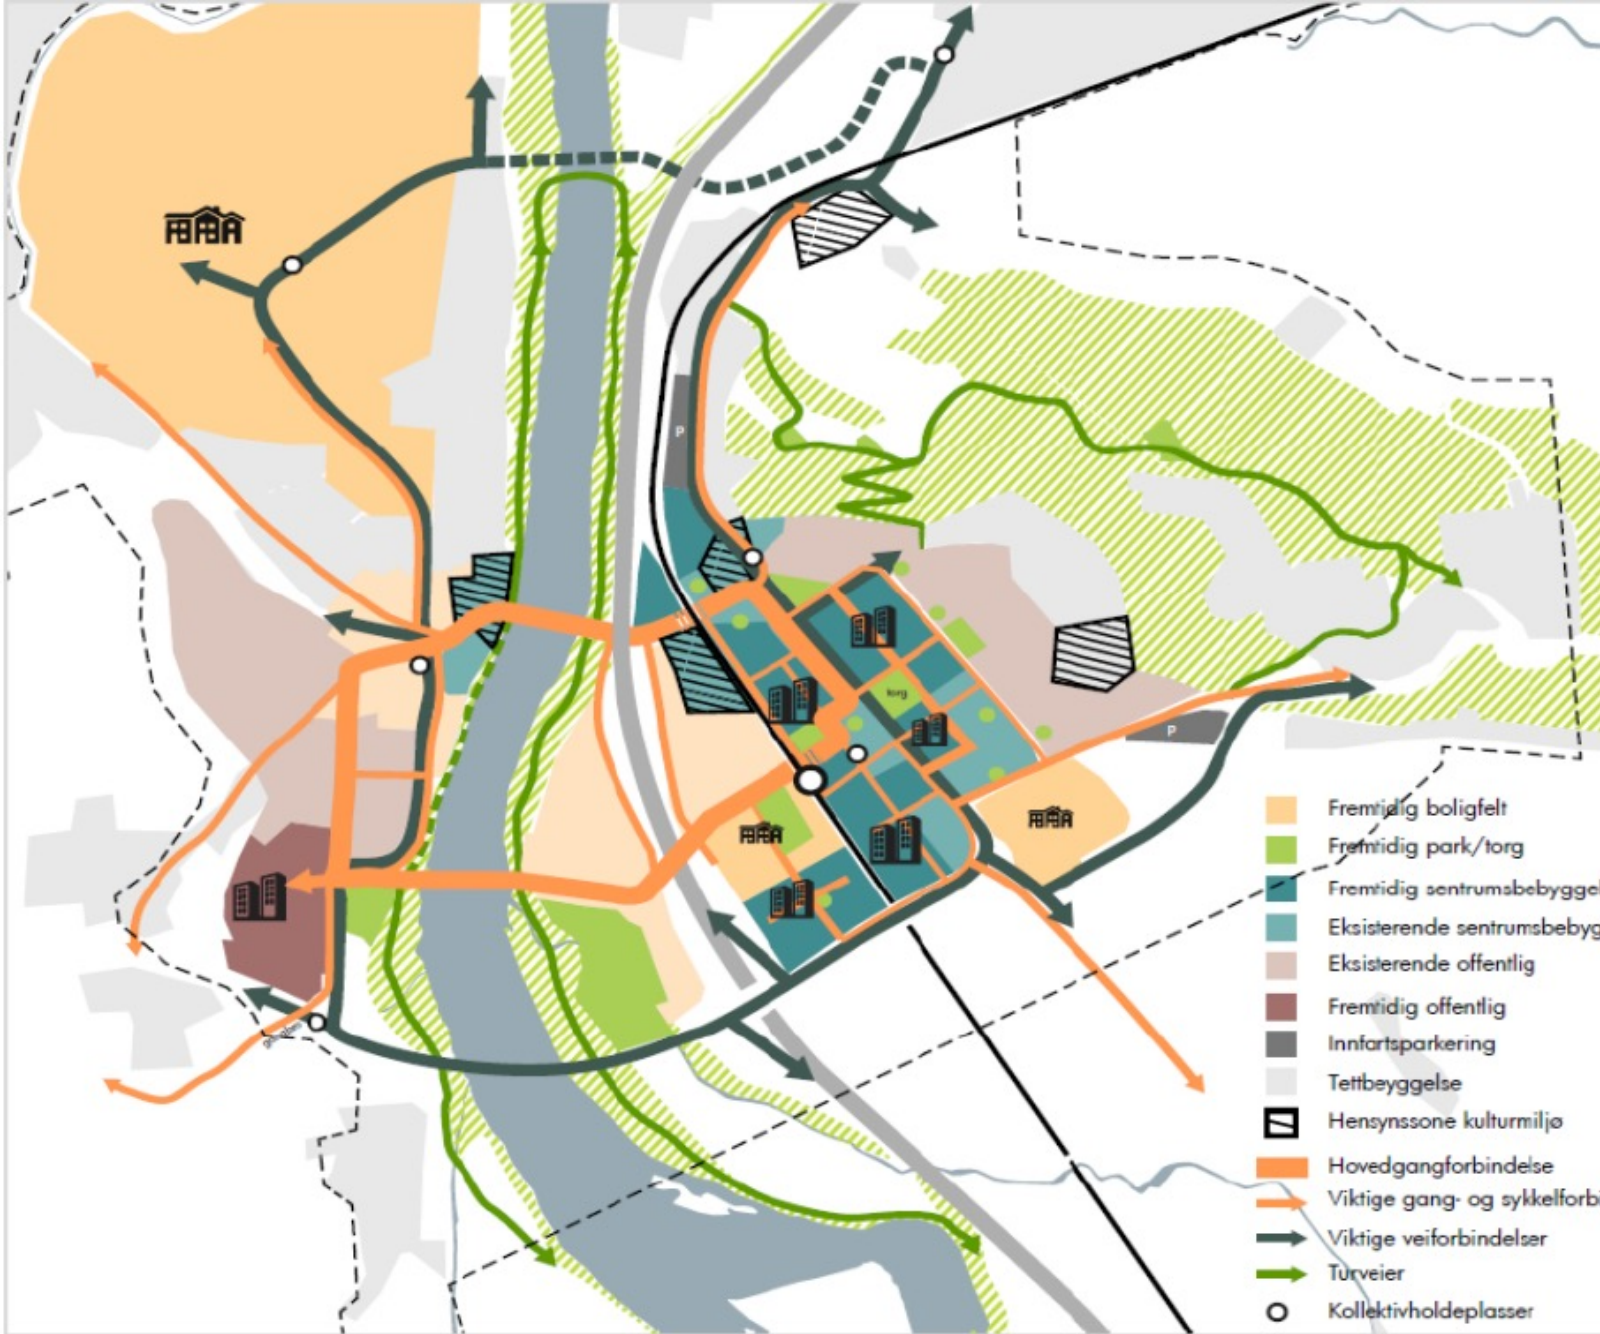 P
torg
P
Fremtidig boligfelt
Fremtidig park/torg
Fremtidig sentrumsbebyggel
Eksisterende sentrumsbebyg
Eksisterende offentlig
Fremtidig offentlig
Innfartsparkering
Tettbeyggelse
Hensynssone kulturmiljø
Hovedgangforbindelse
Viktige gang- og sykkelforbi
Viktige veiforbindelser
Turveier
Kollektivholdeplasser